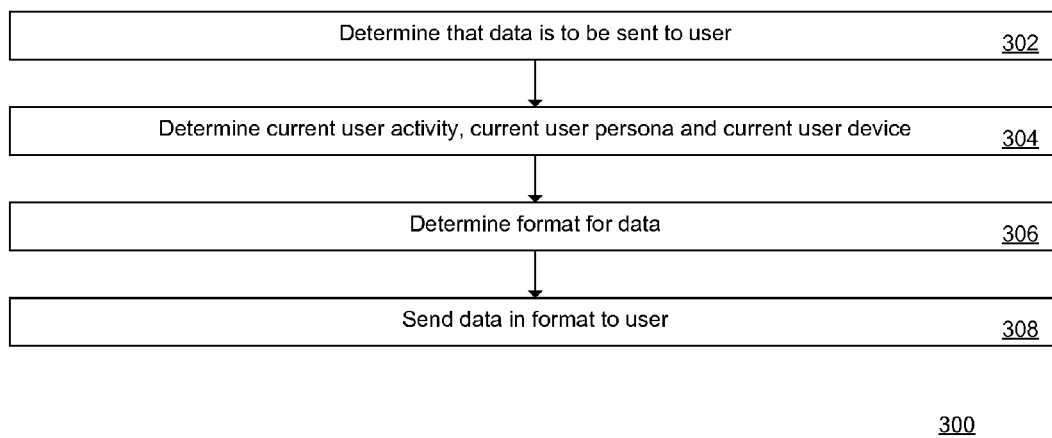 Determine that data is to be sent to user
302
Determine current user activity, current user persona and current user device
304
Determine format for data
306
Send data in format to user
308
300